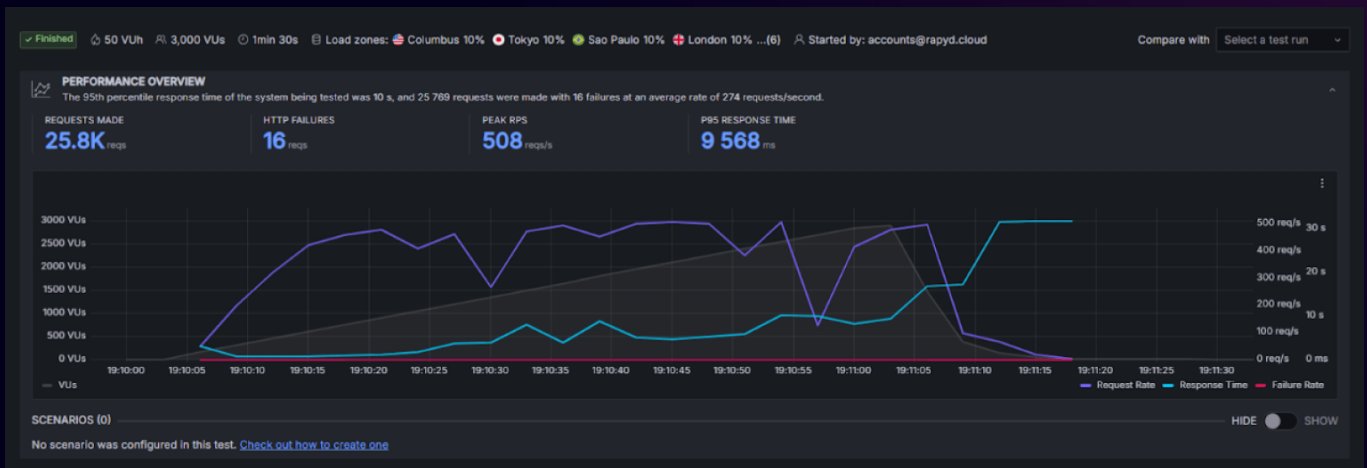 Finished 50 VUh 3,000 VUs 1min 30s Load zones: Columbus 10% Tokyo 10% Sao Paulo 10% London 10% ...(6) Started by: accounts@rapyd.cloud Compare with Select a test run
PERFORMANCE OVERVIEW
The 95th percentile response time of the system being tested was 10 s, and 25 769 requests were made with 16 failures at an average rate of 274 requests/second.
REQUESTS MADE HTTP FAILURES PEAK RPS P95 RESPONSE TIME
25.8K reqs 16 reqs 508 reqs/s 9 568 ms
3000 VUs 500 req/s 30 s
2500 VUs 400 req/s
2000 VUs 300 req/s 20 s
1500 VUs 200 req/s
1000 VUs 10 s
500 VUs 100 req/s
0 VUs 0 req/s 0 ms
19:10:00 19:10:05 19:10:10 19:10:15 19:10:20 19:10:25 19:10:30 19:10:35 19:10:40 19:10:45 19:10:50 19:10:55 19:11:00 19:11:05 19:11:10 19:11:15 19:11:20 19:11:25 19:11:30
VUs Request Rate Response Time Failure Rate
SCENARIOS (0) HIDE SHOW
No scenario was configured in this test. Check out how to create one